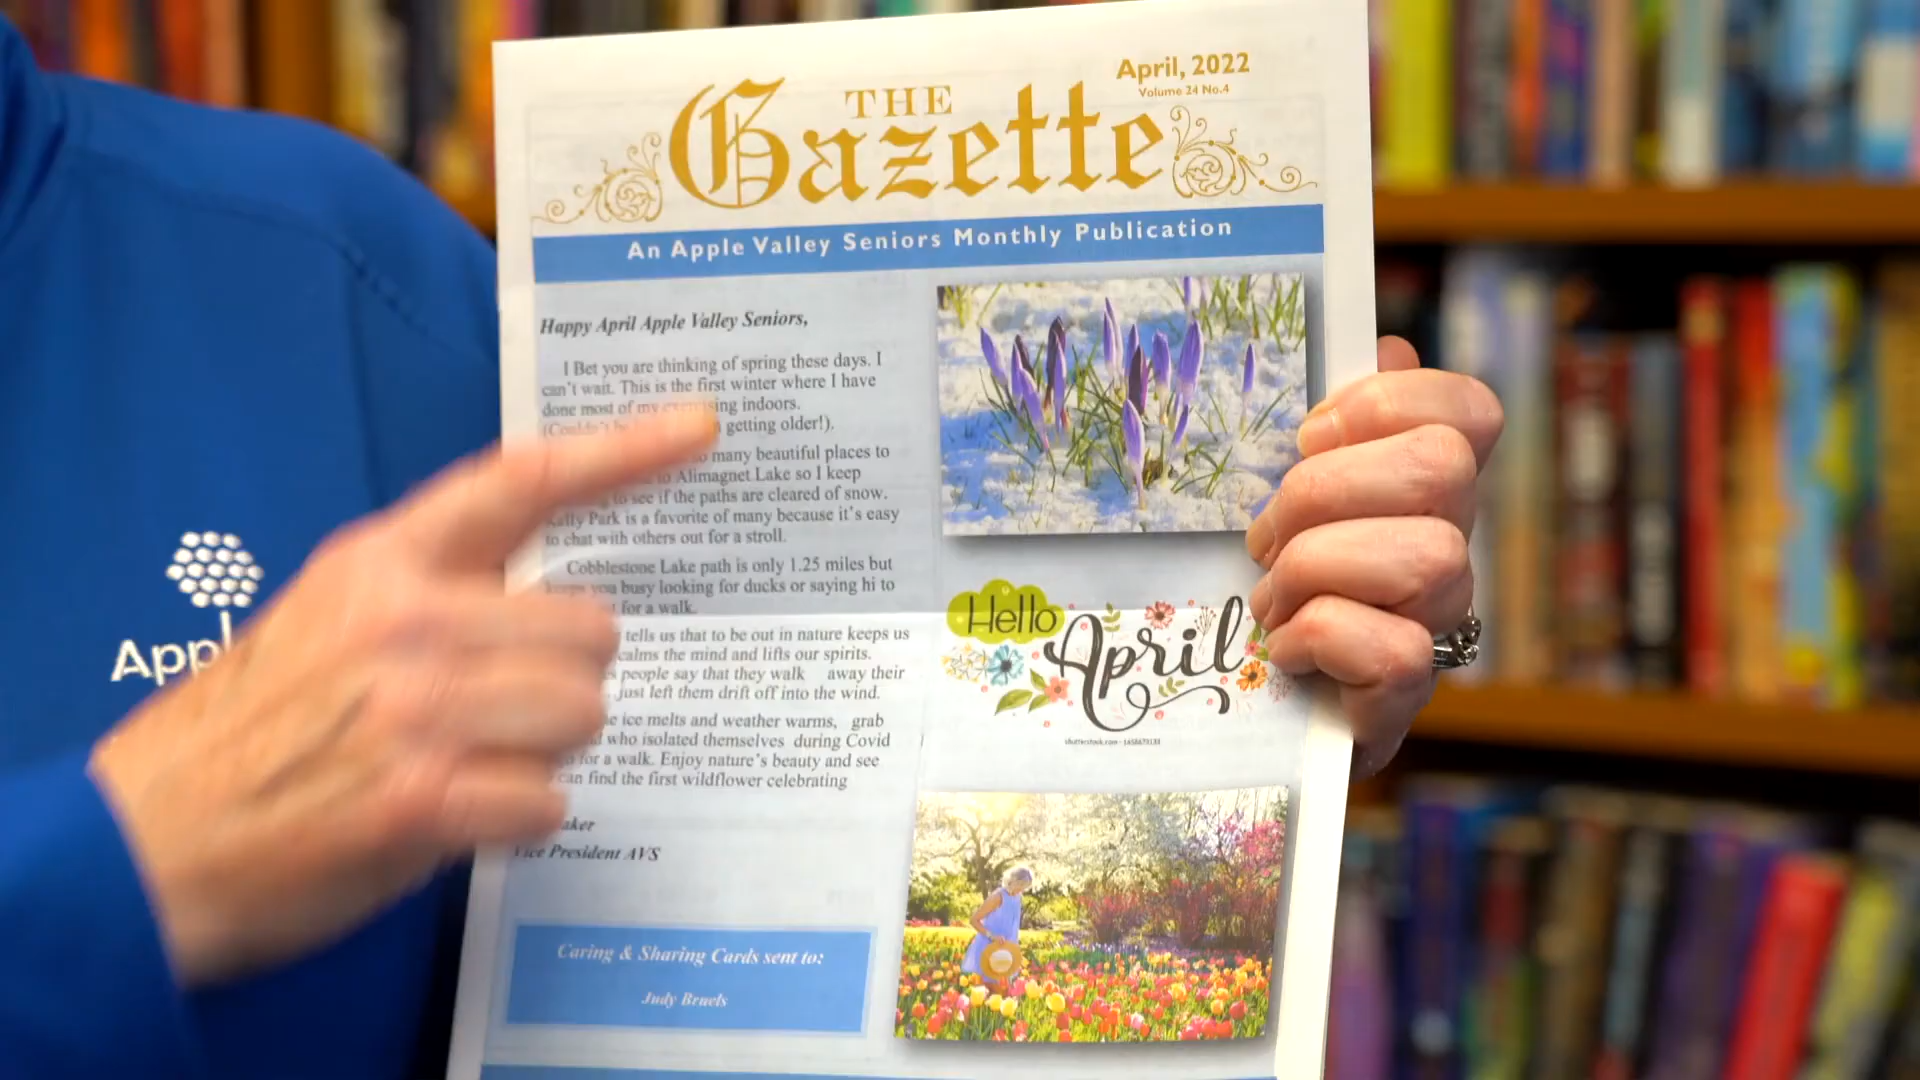 April, 2022
Volume 24 No.4
THE
Gazette
An Apple Valley Seniors Monthly Publication
Happy April Apple Valley Seniors,
I Bet you are thinking of spring these days. I
can't wait. This is the first winter where I have
done most of my exercising indoors.
getting older!).
many beautiful places to
to Alimagnet Lake so I keep
to see if the paths are cleared of snow.
Park is a favorite of many because it's easy
to chat with others out for a stroll.
Cobblestone Lake path is only 1.25 miles but
keeps you busy looking for ducks or saying hi to
for a walk.
tells us that to be out in nature keeps us
calms the mind and lifts our spirits.
people say that they walk away their
just left them drift off into the wind.
ice melts and weather warms, grab
who isolated themselves during Covid
for a walk. Enjoy nature's beauty and see
can find the first wildflower celebrating
Vice President AVS
Caring & Sharing Cards sent to:
Judy Bruels
Hello
April
shutterstock.com
Appl